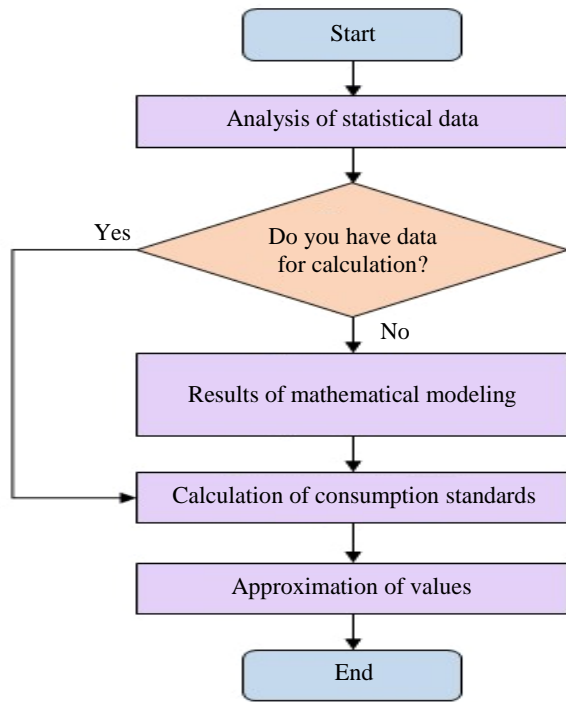 Start
Analysis of statistical data
Yes
Do you have data
for calculation?
No
Results of mathematical modeling
Calculation of consumption standards
Approximation of values
End